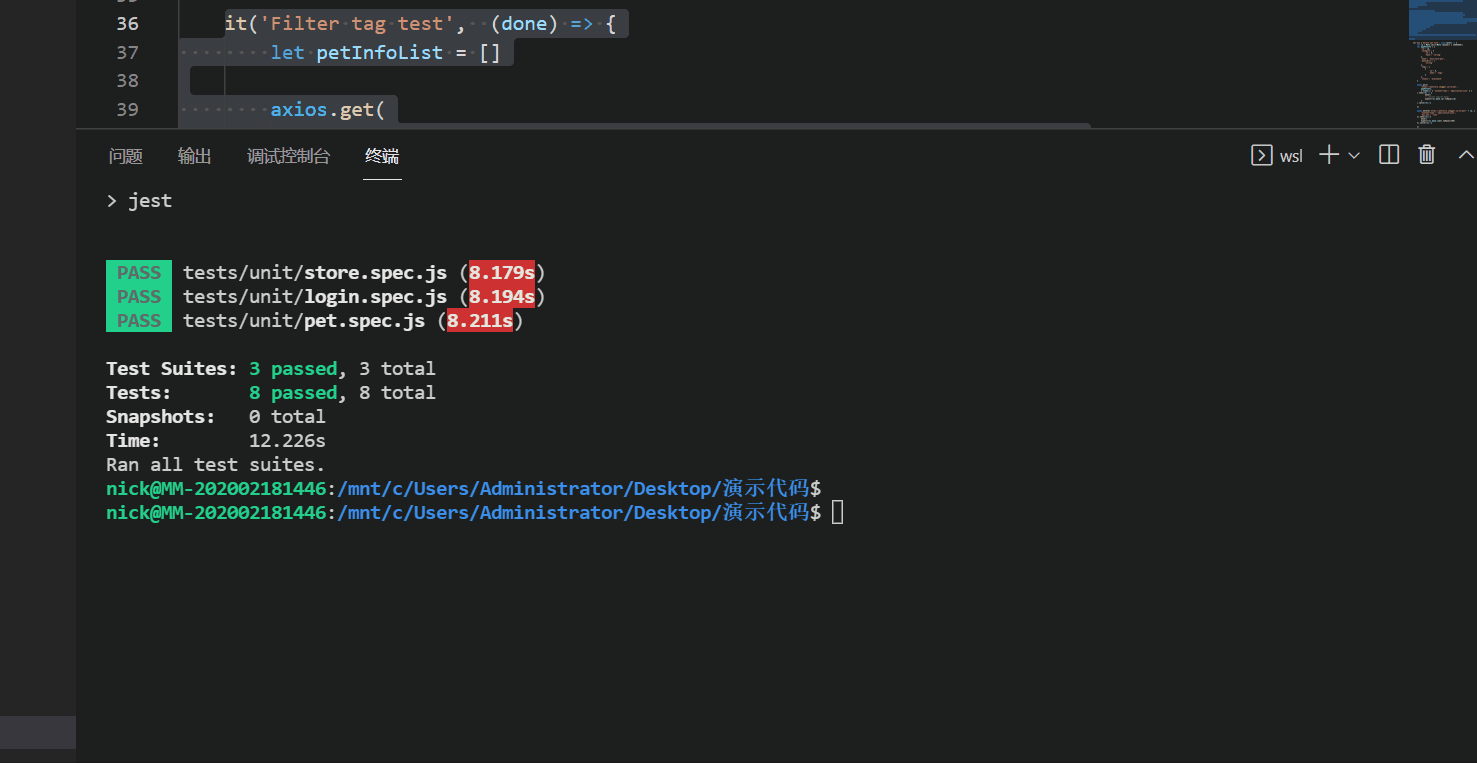 36 it('Filter tag test',  (done) => {
37 let petInfoList = []
38
39 axios.get(
问题 输出 调试控制台 终端 wsl
> jest
PASS tests/unit/store.spec.js (8.179s)
PASS tests/unit/login.spec.js (8.194s)
PASS tests/unit/pet.spec.js (8.211s)
Test Suites: 3 passed, 3 total
Tests: 8 passed, 8 total
Snapshots: 0 total
Time: 12.226s
Ran all test suites.
nick@MM-202002181446:/mnt/c/Users/Administrator/Desktop/演示代码$
nick@MM-202002181446:/mnt/c/Users/Administrator/Desktop/演示代码$